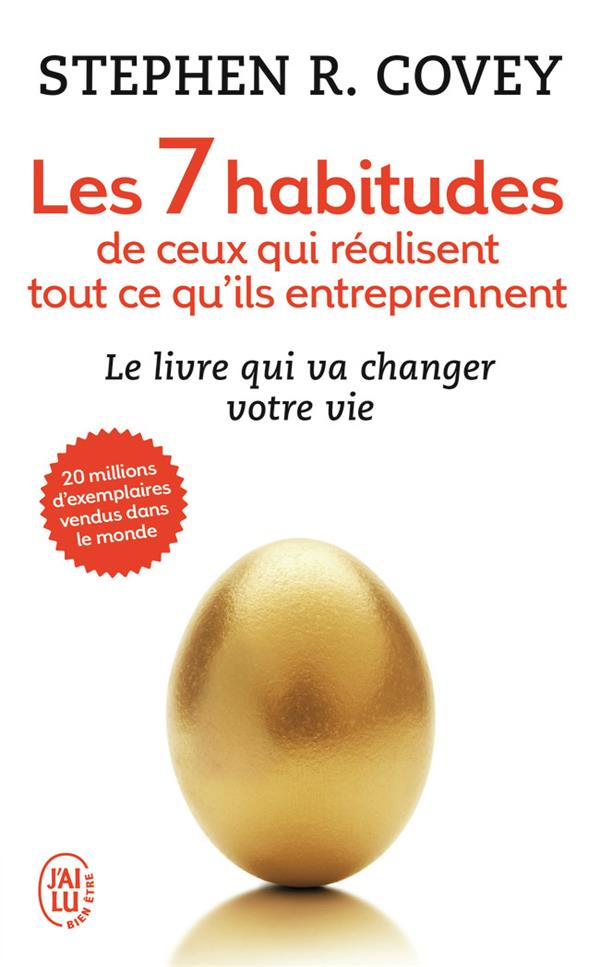 STEPHEN R. COVEY
Les 7 habitudes
de ceux qui réalisent
tout ce qu'ils entreprennent
Le livre qui va changer
votre vie
20 millions
d'exemplaires
vendus dans
le monde
J'AI
LU
BIEN ÊTRE